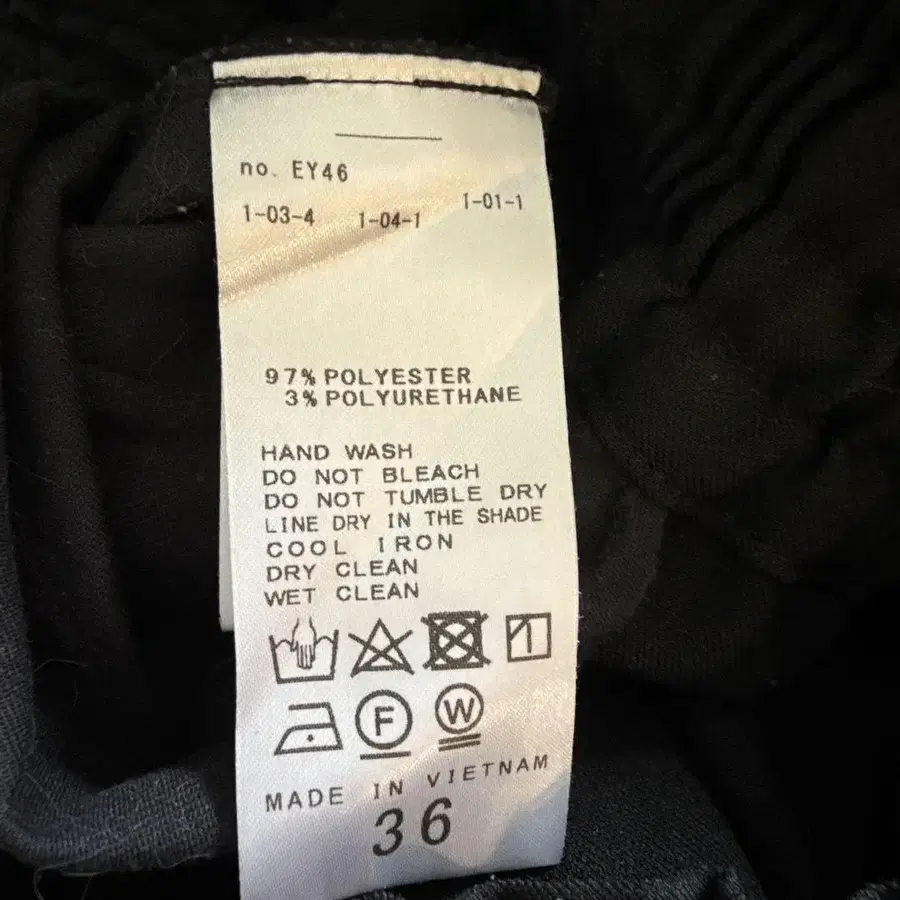 no. EY46
1-03-4 1-04-1 1-01-1
97% POLYESTER
3% POLYURETHANE
HAND WASH
DO NOT BLEACH
DO NOT TUMBLE DRY
LINE DRY IN THE SHADE
COOL IRON
DRY CLEAN
WET CLEAN
F W
MADE IN VIETNAM
36